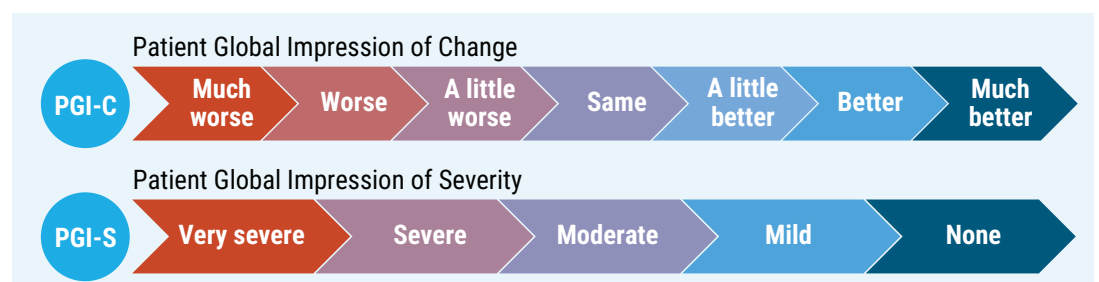 Patient Global Impression of Change
PGI-C
Much worse
Worse
A little worse
Same
A little better
Better
Much better
Patient Global Impression of Severity
PGI-S
Very severe
Severe
Moderate
Mild
None